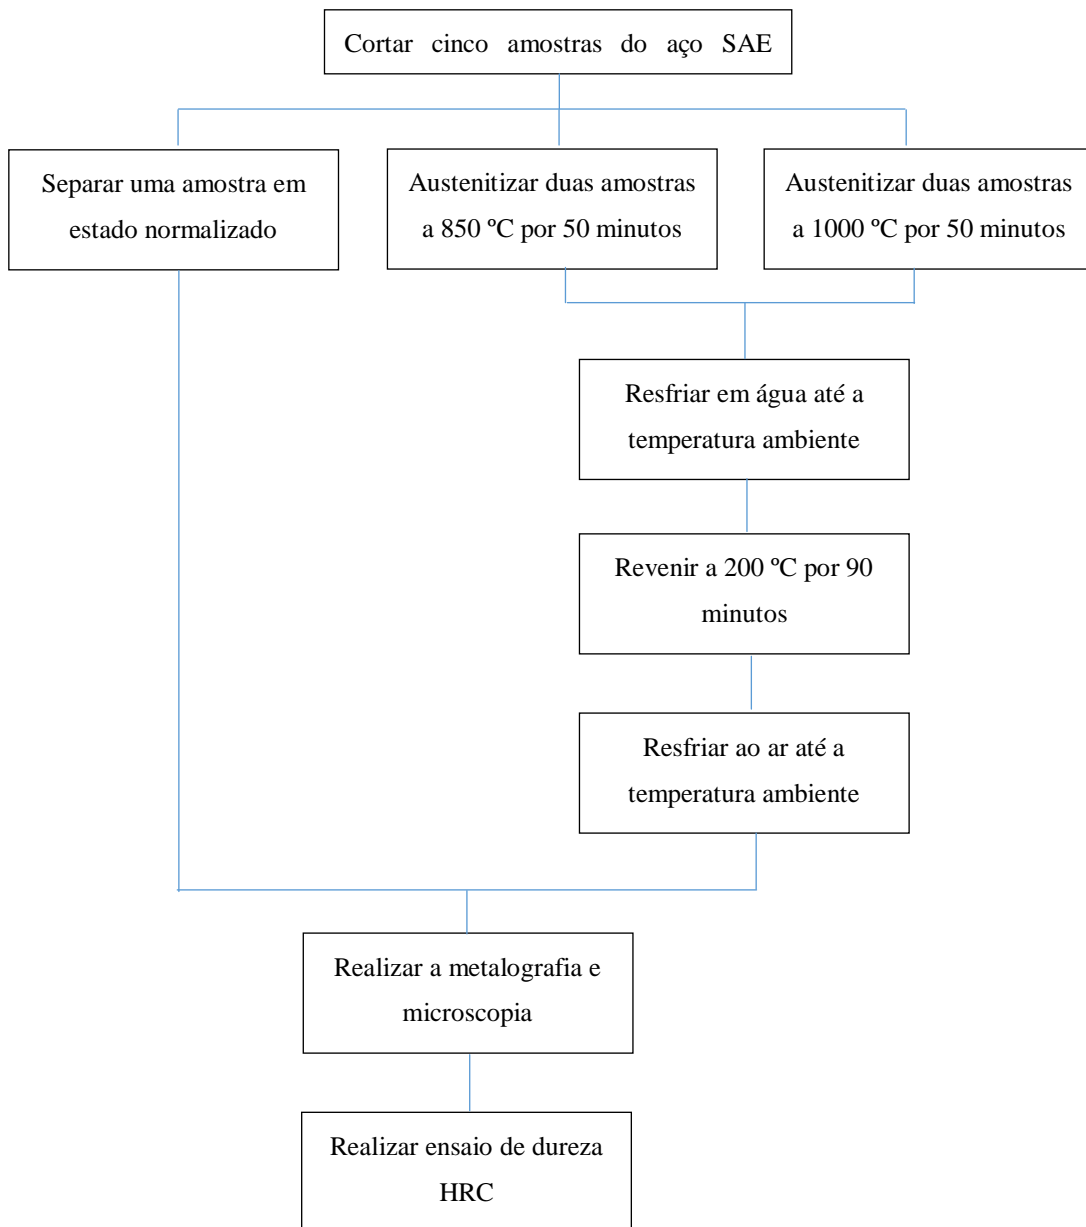 Cortar cinco amostras do aço SAE
Separar uma amostra em
estado normalizado
Austenitizar duas amostras
a 850 ºC por 50 minutos
Austenitizar duas amostras
a 1000 ºC por 50 minutos
Resfriar em água até a
temperatura ambiente
Revenir a 200 ºC por 90
minutos
Resfriar ao ar até a
temperatura ambiente
Realizar a metalografia e
microscopia
Realizar ensaio de dureza
HRC